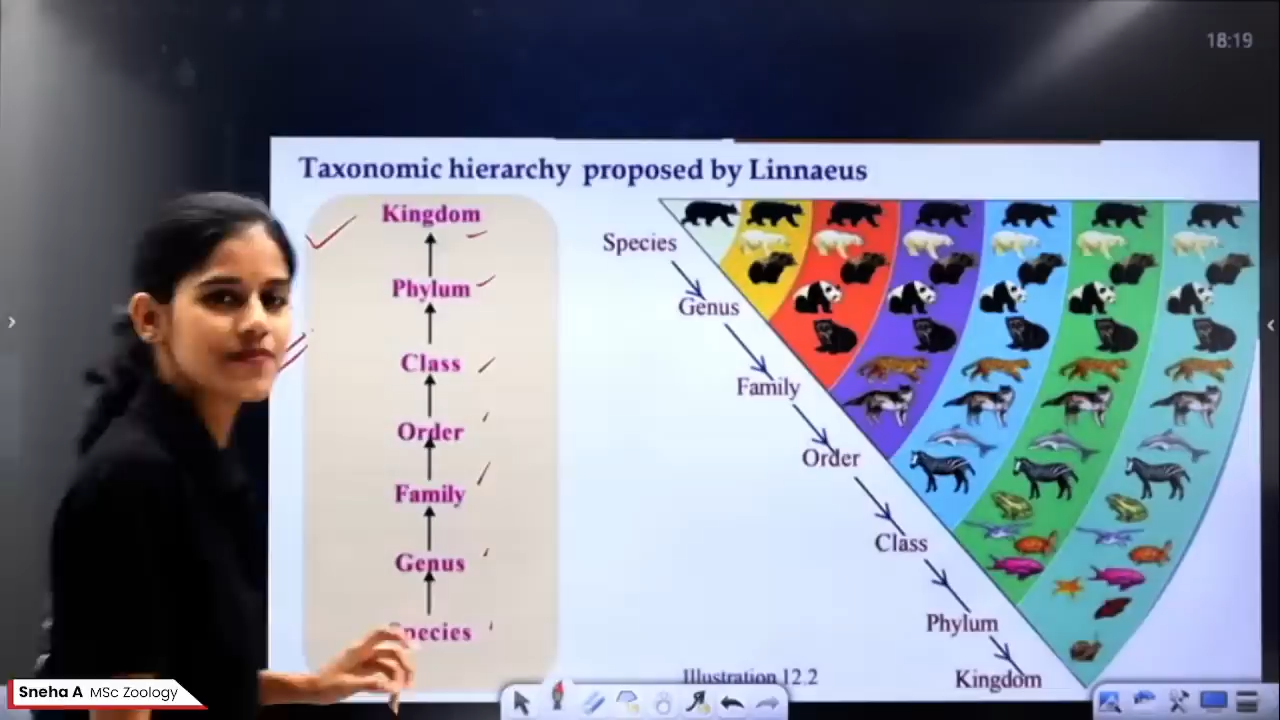 18:19
Taxonomic hierarchy proposed by Linnaeus
Kingdom
Phylum
Class
Order
Family
Genus
Species
Species
Genus
Family
Order
Class
Phylum
Kingdom
Illustration 12.2
Sneha A MSc Zoology